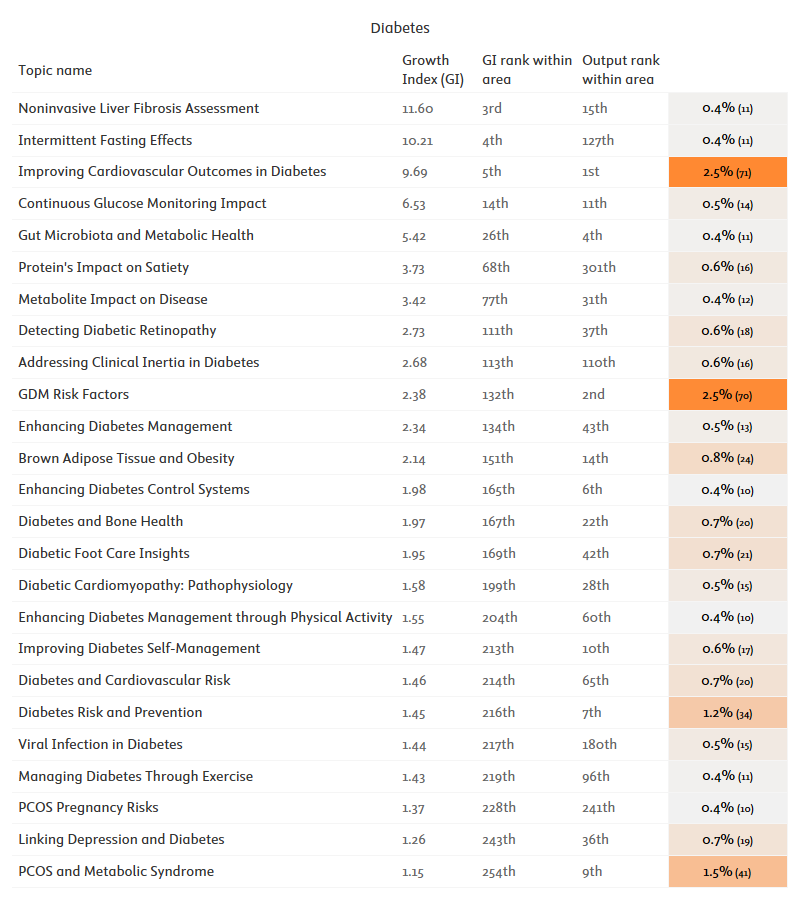 Diabetes
Topic name Growth Index (GI) GI rank within area Output rank within area
Noninvasive Liver Fibrosis Assessment 11.60 3rd 15th 0.4% (11)
Intermittent Fasting Effects 10.21 4th 127th 0.4% (11)
Improving Cardiovascular Outcomes in Diabetes 9.69 5th 1st 2.5% (71)
Continuous Glucose Monitoring Impact 6.53 14th 11th 0.5% (14)
Gut Microbiota and Metabolic Health 5.42 26th 4th 0.4% (11)
Protein's Impact on Satiety 3.73 68th 301th 0.6% (16)
Metabolite Impact on Disease 3.42 77th 31th 0.4% (12)
Detecting Diabetic Retinopathy 2.73 111th 37th 0.6% (18)
Addressing Clinical Inertia in Diabetes 2.68 113th 110th 0.6% (16)
GDM Risk Factors 2.38 132th 2nd 2.5% (70)
Enhancing Diabetes Management 2.34 134th 43th 0.5% (13)
Brown Adipose Tissue and Obesity 2.14 151th 14th 0.8% (24)
Enhancing Diabetes Control Systems 1.98 165th 6th 0.4% (10)
Diabetes and Bone Health 1.97 167th 22th 0.7% (20)
Diabetic Foot Care Insights 1.95 169th 42th 0.7% (21)
Diabetic Cardiomyopathy: Pathophysiology 1.58 199th 28th 0.5% (15)
Enhancing Diabetes Management through Physical Activity 1.55 204th 60th 0.4% (10)
Improving Diabetes Self-Management 1.47 213th 10th 0.6% (17)
Diabetes and Cardiovascular Risk 1.46 214th 65th 0.7% (20)
Diabetes Risk and Prevention 1.45 216th 7th 1.2% (34)
Viral Infection in Diabetes 1.44 217th 180th 0.5% (15)
Managing Diabetes Through Exercise 1.43 219th 96th 0.4% (11)
PCOS Pregnancy Risks 1.37 228th 241th 0.4% (10)
Linking Depression and Diabetes 1.26 243th 36th 0.7% (19)
PCOS and Metabolic Syndrome 1.15 254th 9th 1.5% (41)